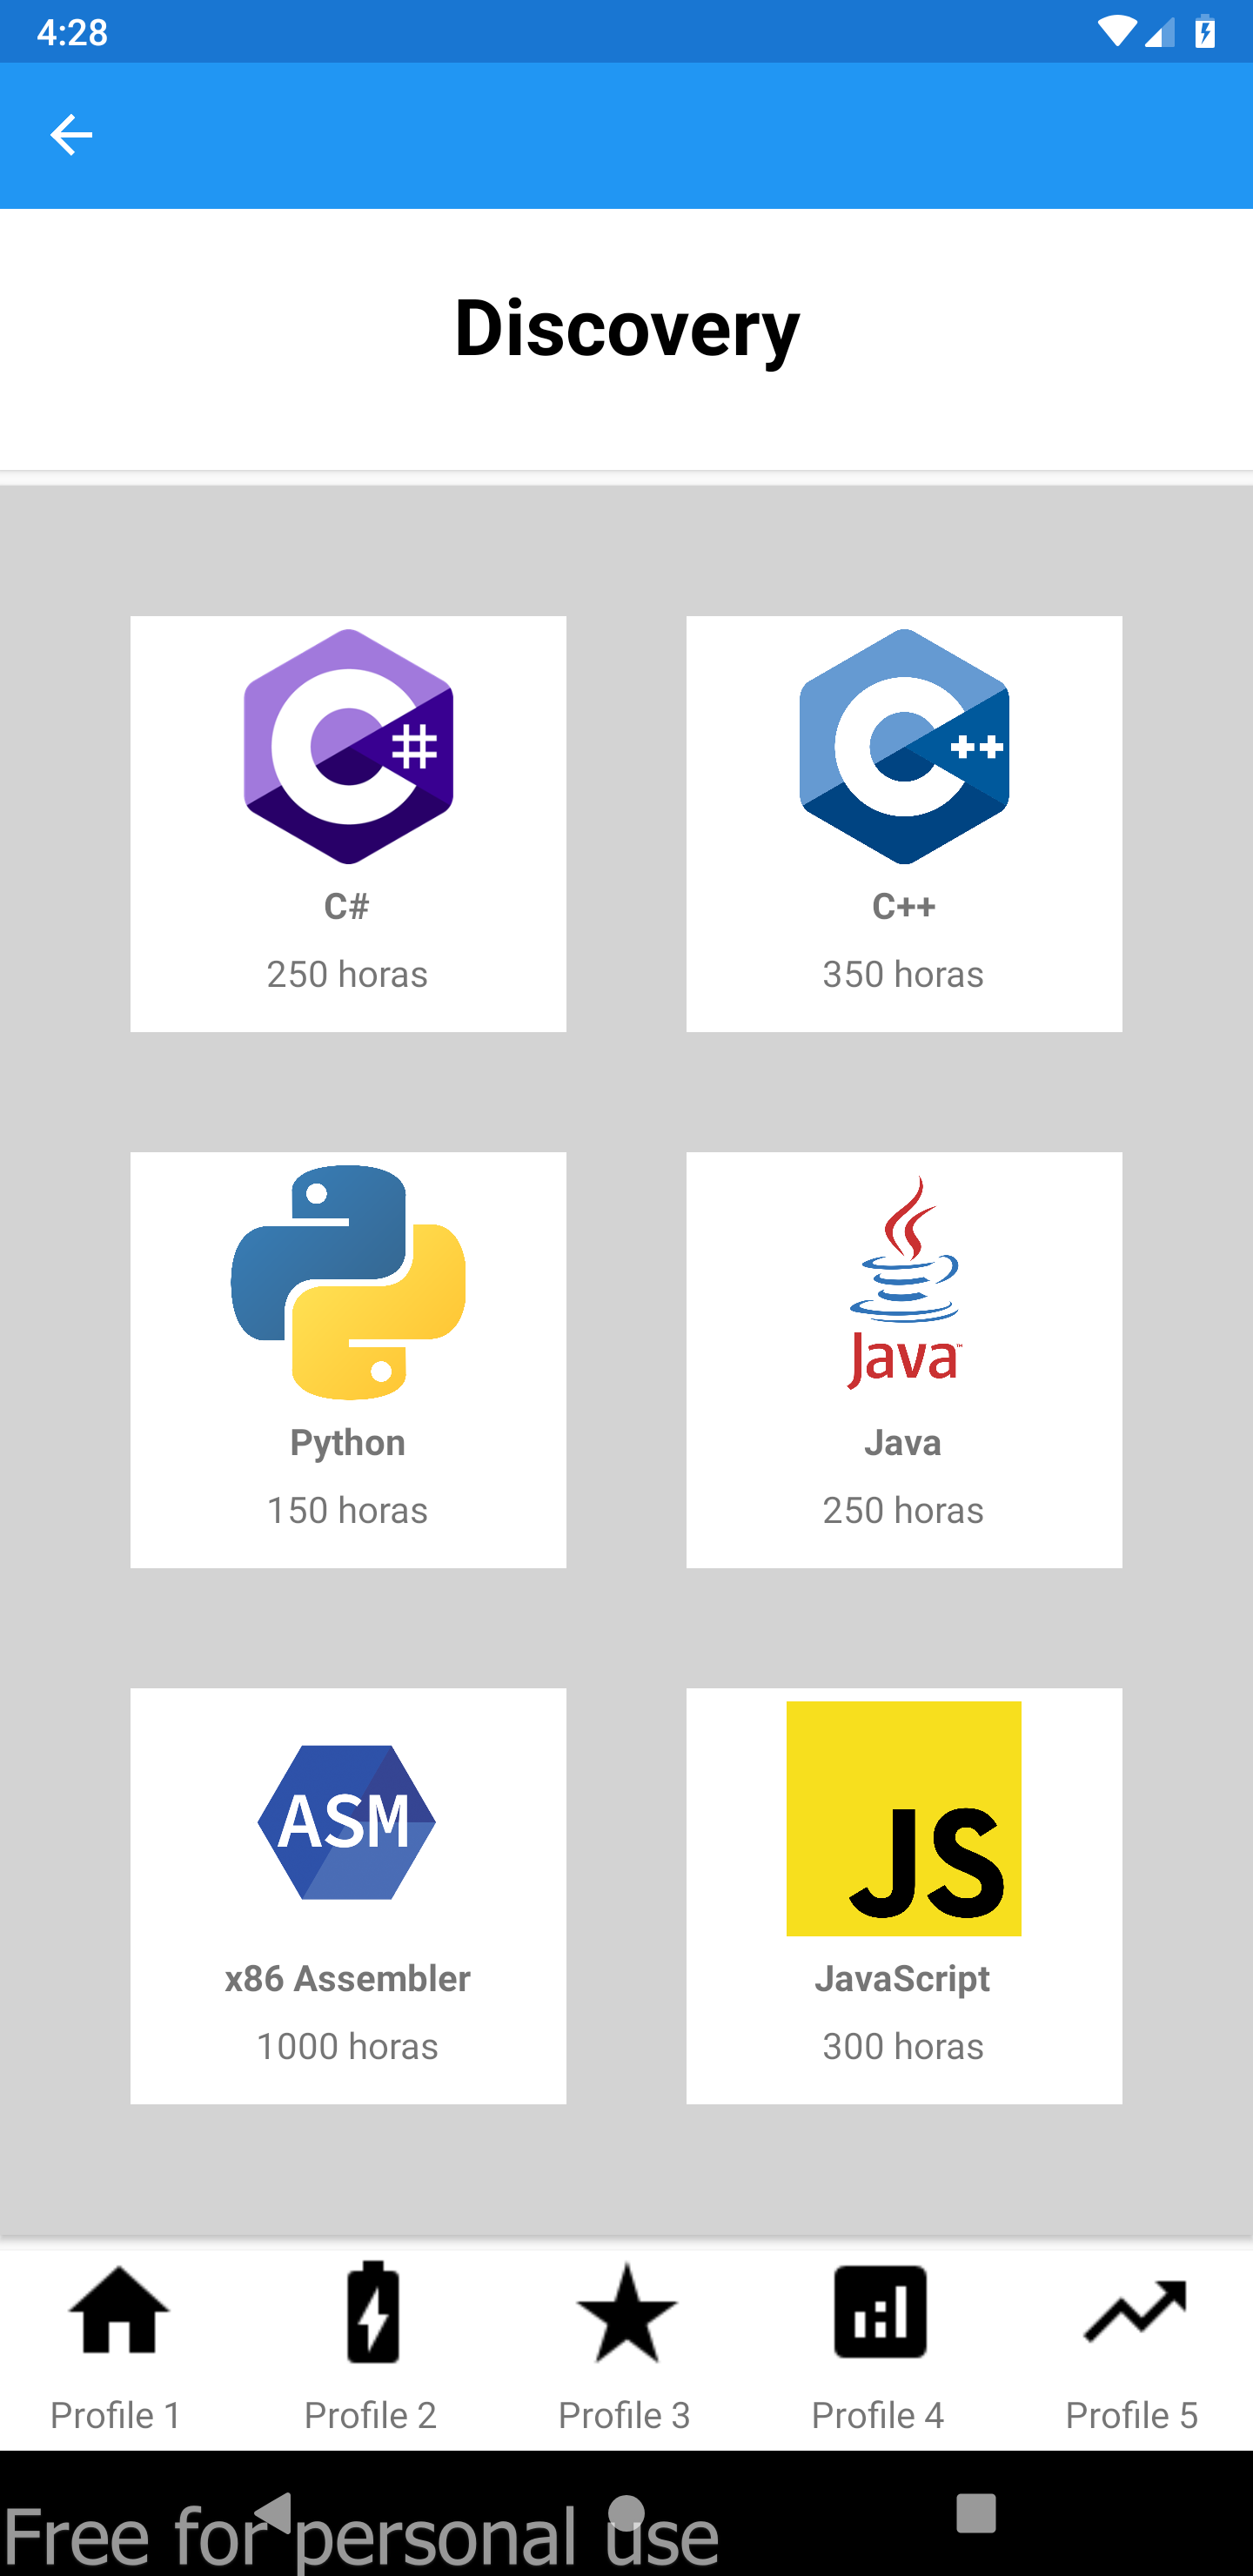 4:28
Discovery
C#
C++
250 horas
350 horas
Java
Python
Java
150 horas
250 horas
ASM
JS
x86 Assembler
JavaScript
1000 horas
300 horas
Profile 1
Profile 2
Profile 3
Profile 4
Profile 5
Free for personal use